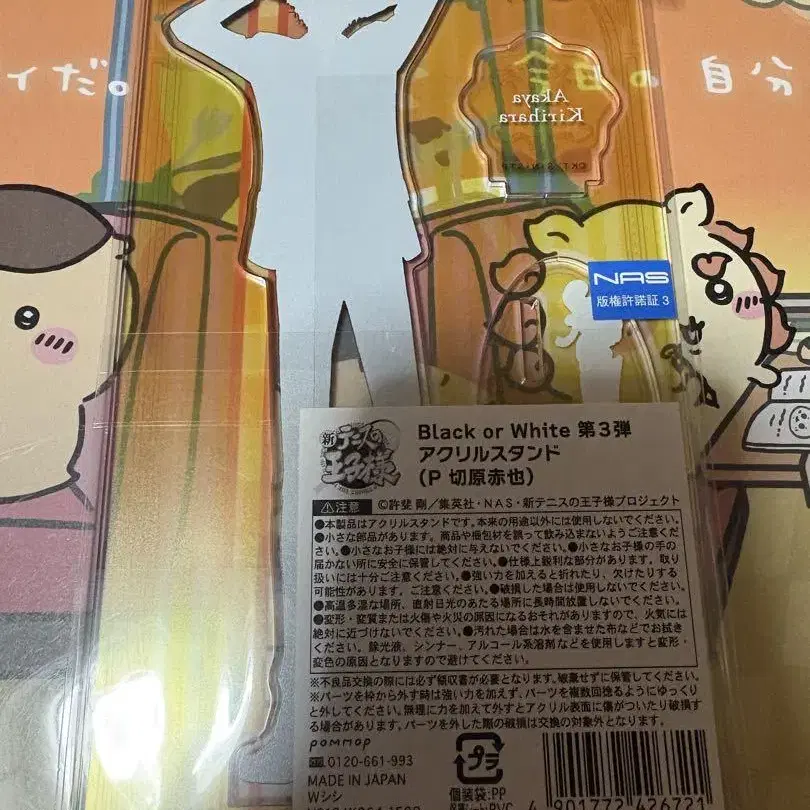 ィだ。
今日の自分
Akaya
Kirihara
NAS
版権許諾証 3
新テニスの
王子様
Black or White 第3弾
アクリルスタンド
(P 切原赤也)
注意 ©許斐 剛/集英社・NAS・新テニスの王子様プロジェクト
●本製品はアクリルスタンドです。本来の用途以外には使用しないでください。
●小さな部品があります。商品や梱包材を誤って飲み込まないようご注意くだ
さい。●小さなお子様には絶対に与えないでください。●小さなお子様の手の
届かない所に安全に保管してください。●仕様上鋭利な部分があります。取り
扱いには十分ご注意ください。●強い力を加えると折れたり、欠けたりする
可能性があります。ご注意ください。●破損した場合は使用しないでください。
●高温多湿な場所、直射日光のあたる場所に長時間放置しないでください。
●変形・変質または火傷や火災の原因になるおそれがありますので、火気には
絶対に近づけないでください。●汚れた場合は水を含ませた布などでお拭き
ください。除光液、シンナー、アルコール系溶剤などを使用しますと変形・
変色の原因となりますので避けてください。
※不良品交換の際には必ず領収書が必要となります。破棄せずに保管してください。
※パーツを枠から外す時は強い力を加えず、パーツを複数回捻るようにゆっくり
と外してください。無理に力を加えて外すとアクリル表面に傷がついたり破損す
る場合があります。パーツを外した際の破損は交換の対象外となります。
pommop
0120-661-993
MADE IN JAPAN
Wシシ
プラ
個装袋:PP
PVC
4 901772 426721